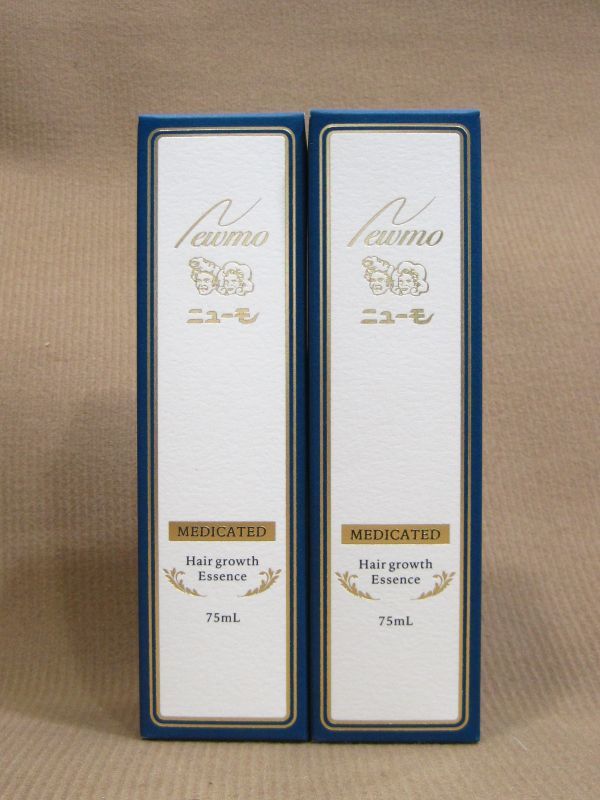 Newmo
ニューモ
MEDICATED
Hair growth
Essence
75mL
Newmo
ニューモ
MEDICATED
Hair growth
Essence
75mL